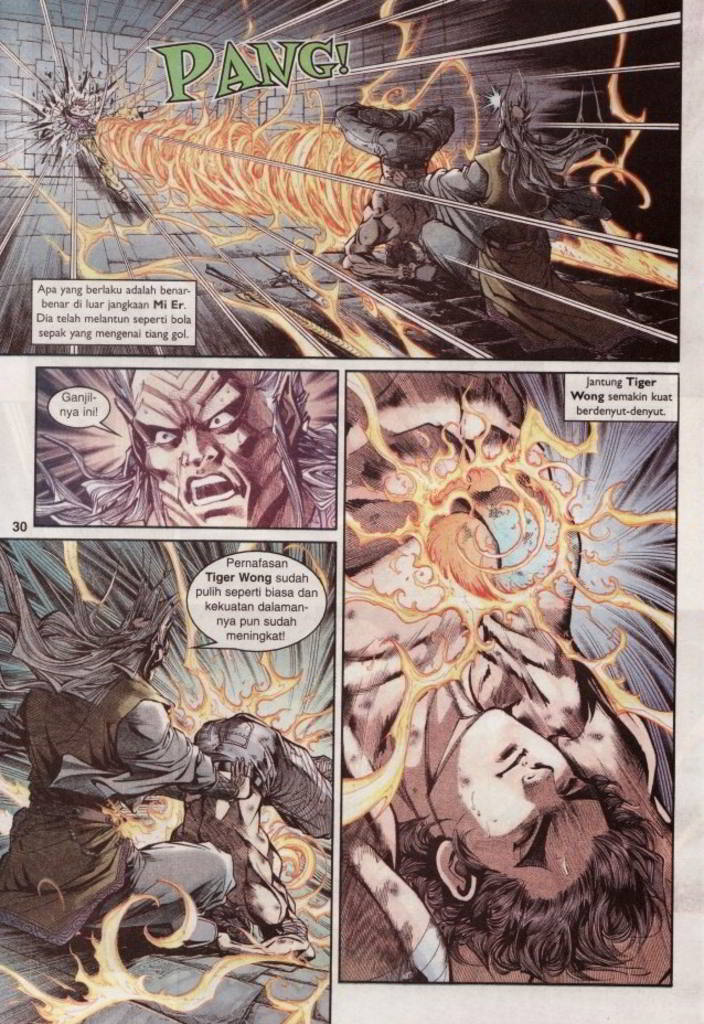 PANG!
Apa yang berlaku adalah benar-
benar di luar jangkaan Mi Er.
Dia telah melantun seperti bola
sepak yang mengenai tiang gol.
Ganjil-
nya ini!
Jantung Tiger
Wong semakin kuat
berdenyut-denyut.
30
Pernafasan
Tiger Wong sudah
pulih seperti biasa dan
kekuatan dalaman-
nya pun sudah
meningkat!